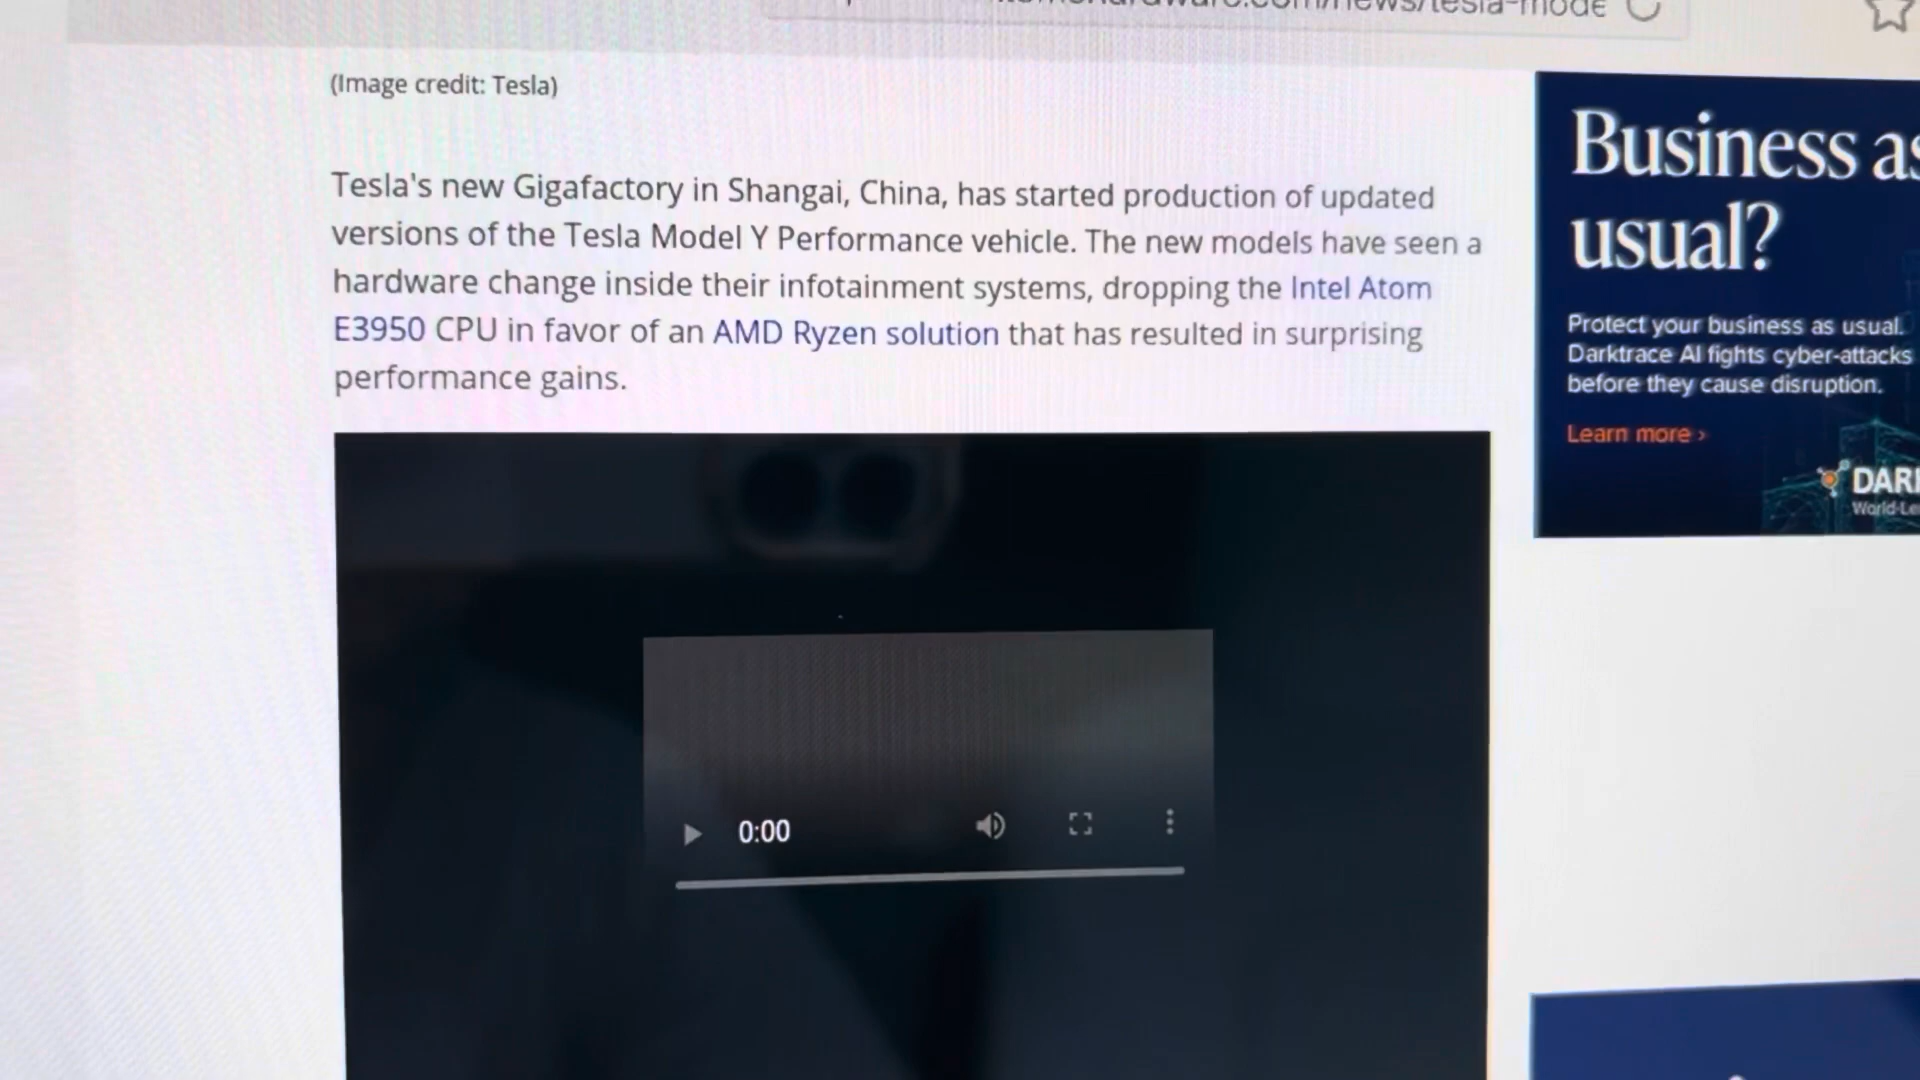 (Image credit: Tesla)
Tesla's new Gigafactory in Shangai, China, has started production of updated
versions of the Tesla Model Y Performance vehicle. The new models have seen a
hardware change inside their infotainment systems, dropping the Intel Atom
E3950 CPU in favor of an AMD Ryzen solution that has resulted in surprising
performance gains.
0:00
Business as
usual?
Protect your business as usual.
Darktrace AI fights cyber-attacks
before they cause disruption.
Learn more ›